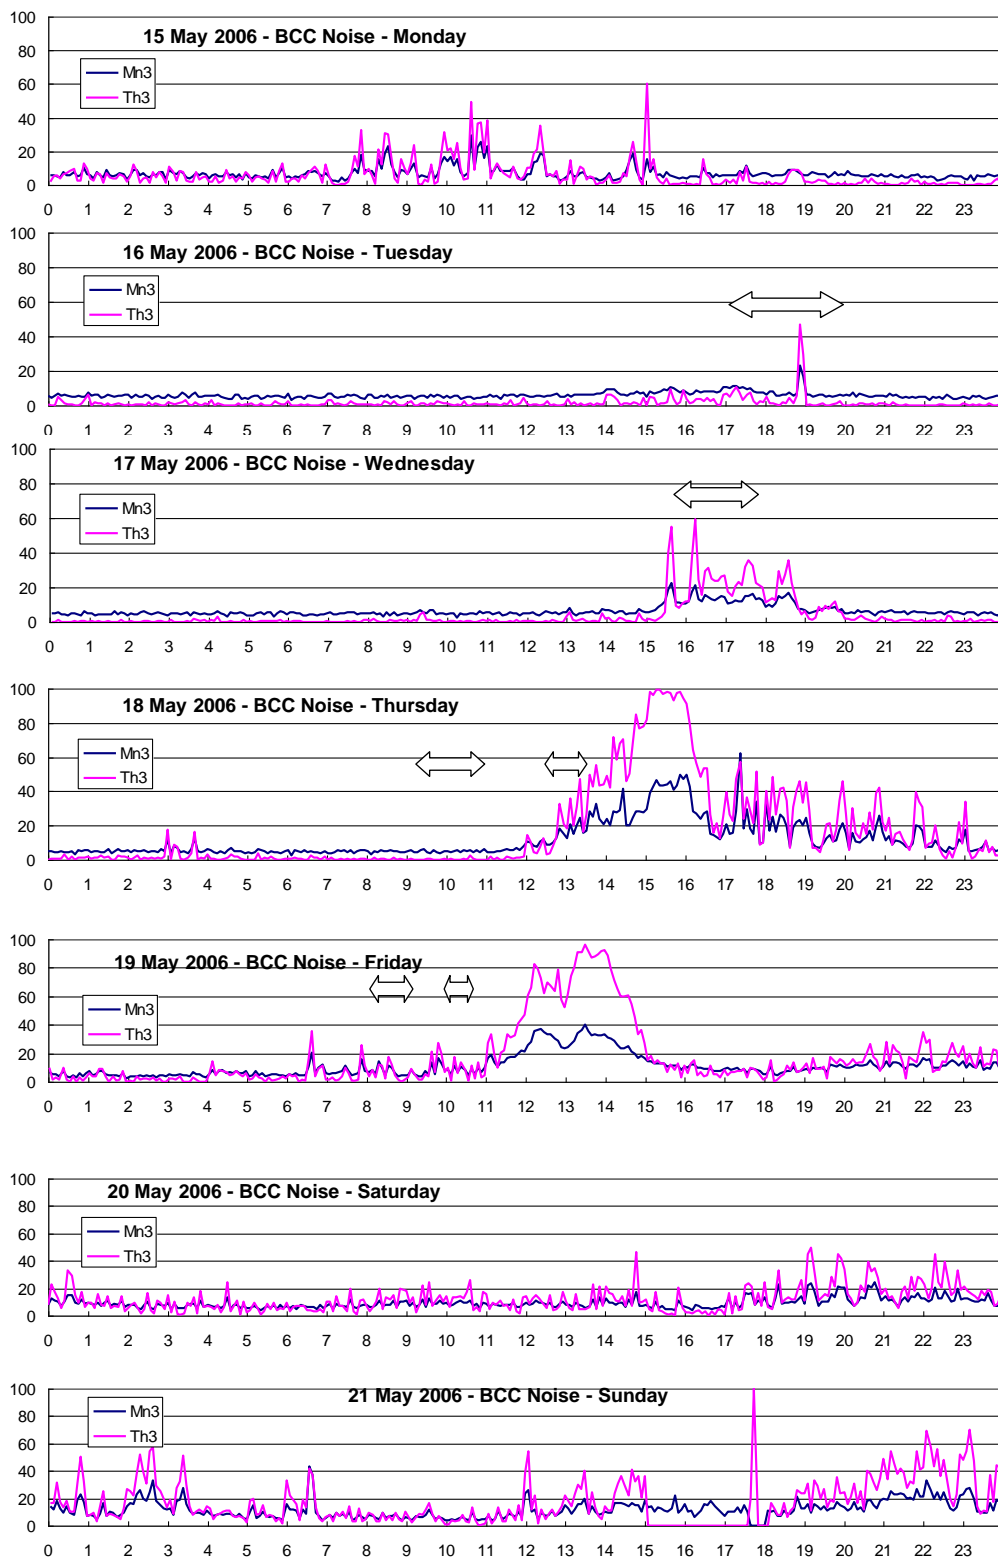 15 May 2006 - BCC Noise - Monday
100
80
60
40
20
0
Mn3
Th3
0 1 2 3 4 5 6 7 8 9 10 11 12 13 14 15 16 17 18 19 20 21 22 23
16 May 2006 - BCC Noise - Tuesday
100
80
60
40
20
0
Mn3
Th3
0 1 2 3 4 5 6 7 8 9 10 11 12 13 14 15 16 17 18 19 20 21 22 23
17 May 2006 - BCC Noise - Wednesday
100
80
60
40
20
0
Mn3
Th3
0 1 2 3 4 5 6 7 8 9 10 11 12 13 14 15 16 17 18 19 20 21 22 23
18 May 2006 - BCC Noise - Thursday
100
80
60
40
20
0
Mn3
Th3
0 1 2 3 4 5 6 7 8 9 10 11 12 13 14 15 16 17 18 19 20 21 22 23
19 May 2006 - BCC Noise - Friday
100
80
60
40
20
0
Mn3
Th3
0 1 2 3 4 5 6 7 8 9 10 11 12 13 14 15 16 17 18 19 20 21 22 23
20 May 2006 - BCC Noise - Saturday
100
80
60
40
20
0
Mn3
Th3
0 1 2 3 4 5 6 7 8 9 10 11 12 13 14 15 16 17 18 19 20 21 22 23
21 May 2006 - BCC Noise - Sunday
100
80
60
40
20
0
Mn3
Th3
0 1 2 3 4 5 6 7 8 9 10 11 12 13 14 15 16 17 18 19 20 21 22 23